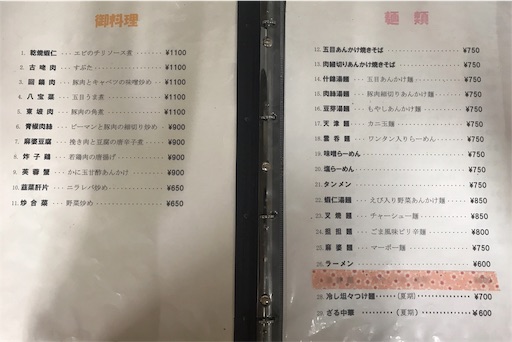 御料理
1. 乾焼蝦仁 ・・・エビのチリソース煮 ・・・・・・ ¥1100
2. 古咾肉 ・・・すぶた ・・・・・・ ¥1100
3. 回鍋肉 ・・・豚肉とキャベツの味噌炒め ・・・ ¥1100
4. 八宝菜 ・・・五目うま煮 ・・・・・・ ¥1100
5. 東坡肉 ・・・豚肉の角煮 ・・・・・・ ¥1100
6. 青椒肉絲 ・・・ピーマンと豚肉の細切り炒め ・・・ ¥900
7. 麻婆豆腐 ・・・挽き肉と豆腐の唐辛子煮 ・・・ ¥900
8. 炸子鶏 ・・・若鶏肉の唐揚げ ・・・・・・ ¥900
9. 芙蓉蟹 ・・・かに玉甘酢あんかけ ・・・・・・ ¥900
10. 韮菜肝片 ・・・ニラレバ炒め ・・・・・・ ¥650
11. 炒合菜 ・・・野菜炒め ・・・・・・ ¥650
麺類
12. 五目あんかけ焼きそば ・・・・・・ ¥750
13. 肉細切りあんかけ焼きそば ・・・・・・ ¥750
14. 什錦湯麺 ・・・五目あんかけ麺 ・・・・・・ ¥750
15. 肉絲湯麺 ・・・豚肉細切りあんかけ麺 ・・・ ¥750
16. 豆芽湯麺 ・・・もやしあんかけ麺 ・・・・・・ ¥750
17. 天津麺 ・・・カニ玉麺 ・・・・・・ ¥750
18. 雲呑麺 ・・・ワンタン入りらーめん ・・・ ¥750
19. 味噌らーめん ・・・・・・ ¥750
20. 塩らーめん ・・・・・・ ¥750
21. タンメン ・・・・・・ ¥750
22. 蝦仁湯麺 ・・・えび入り野菜あんかけ麺 ・・・ ¥850
23. 叉焼麺 ・・・チャーシュー麺 ・・・・・・ ¥850
24. 担担麺 ・・・ごま風味ピリ辛麺 ・・・・・・ ¥800
25. 麻婆麺 ・・・マーボー麺 ・・・・・・ ¥750
26. ラーメン ・・・・・・ ¥600
28. 冷し坦々つけ麺・・・・・・(夏期)・・・・・・ ¥700
29. ざる中華 ・・・・・・(夏期)・・・・・・ ¥600